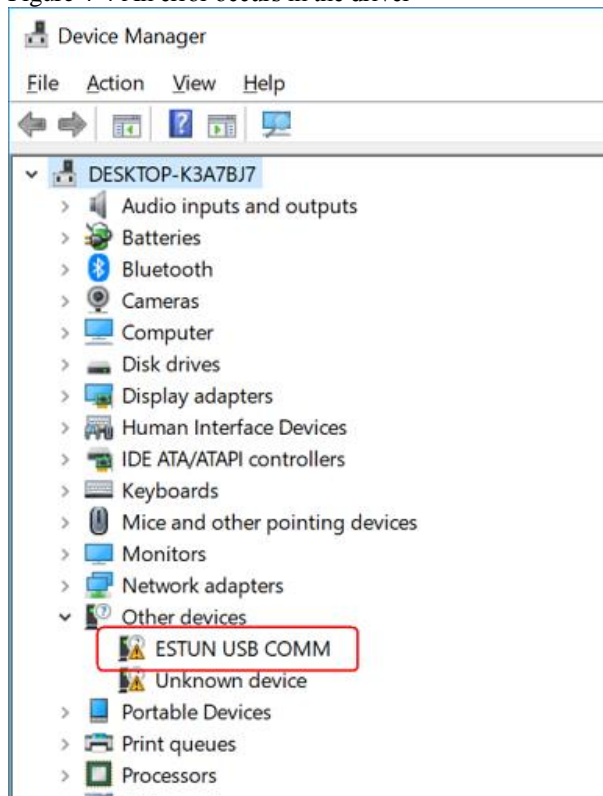 Device Manager
File Action View Help
DESKTOP-K3A7BJ7
Audio inputs and outputs
Batteries
Bluetooth
Cameras
Computer
Disk drives
Display adapters
Human Interface Devices
IDE ATA/ATAPI controllers
Keyboards
Mice and other pointing devices
Monitors
Network adapters
Other devices
ESTUN USB COMM
Unknown device
Portable Devices
Print queues
Processors